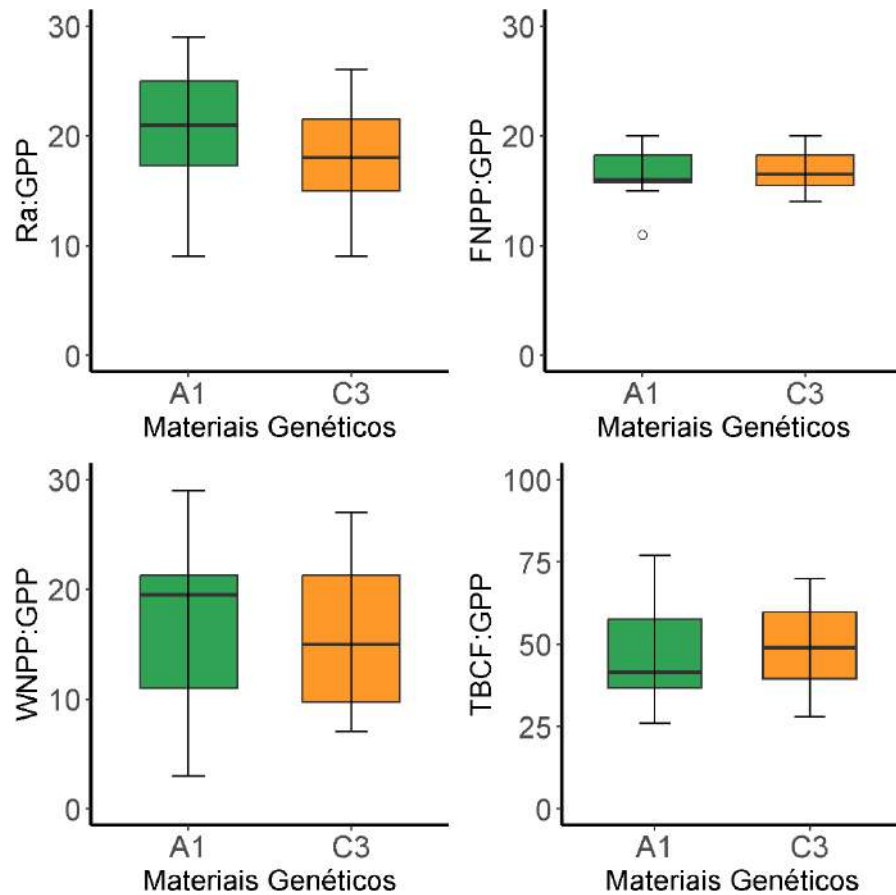 30
20
10
0
Ra:GPP
A1 C3
Materiais Genéticos
30
20
10
0
FNPP:GPP
A1 C3
Materiais Genéticos
30
20
10
0
WNPP:GPP
A1 C3
Materiais Genéticos
100
75
50
25
0
TBCF:GPP
A1 C3
Materiais Genéticos